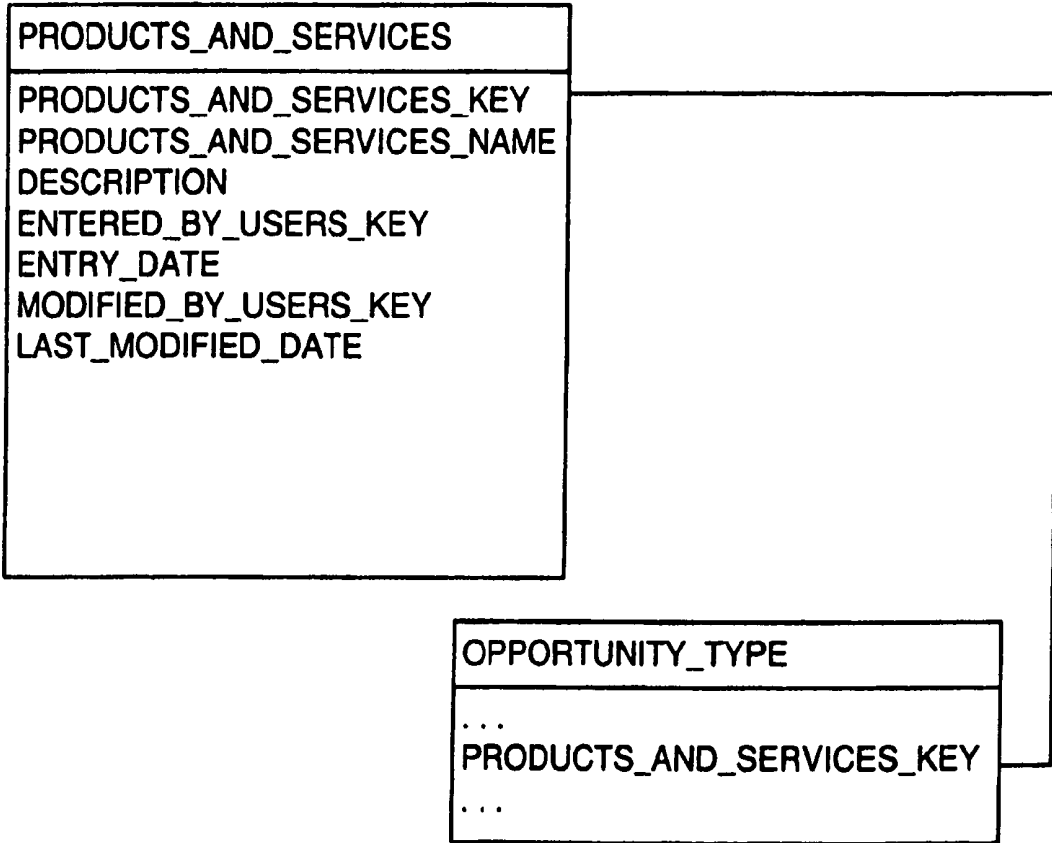 PRODUCTS_AND_SERVICES
PRODUCTS_AND_SERVICES_KEY
PRODUCTS_AND_SERVICES_NAME
DESCRIPTION
ENTERED_BY_USERS_KEY
ENTRY_DATE
MODIFIED_BY_USERS_KEY
LAST_MODIFIED_DATE
OPPORTUNITY_TYPE
. . .
PRODUCTS_AND_SERVICES_KEY
. . .